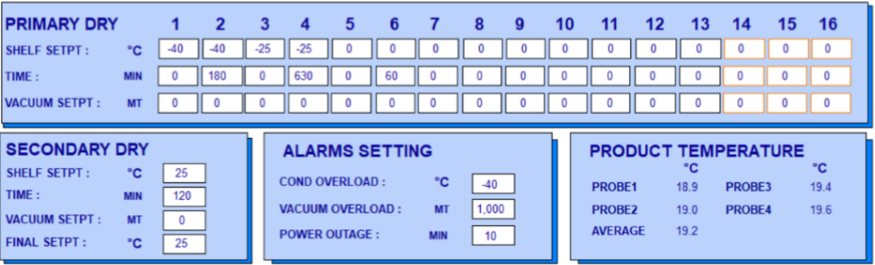 PRIMARY DRY 1 2 3 4 5 6 7 8 9 10 11 12 13 14 15 16
SHELF SETPT : °C -40 -40 -25 -25 0 0 0 0 0 0 0 0 0 0 0 0
TIME : MIN 0 180 0 630 0 60 0 0 0 0 0 0 0 0 0 0
VACUUM SETPT : MT 0 0 0 0 0 0 0 0 0 0 0 0 0 0 0 0
SECONDARY DRY
SHELF SETPT : °C 25
TIME : MIN 120
VACUUM SETPT : MT 0
FINAL SETPT : °C 25
ALARMS SETTING
COND OVERLOAD : °C -40
VACUUM OVERLOAD : MT 1,000
POWER OUTAGE : MIN 10
PRODUCT TEMPERATURE
°C °C
PROBE1 18.9 PROBE3 19.4
PROBE2 19.0 PROBE4 19.6
AVERAGE 19.2